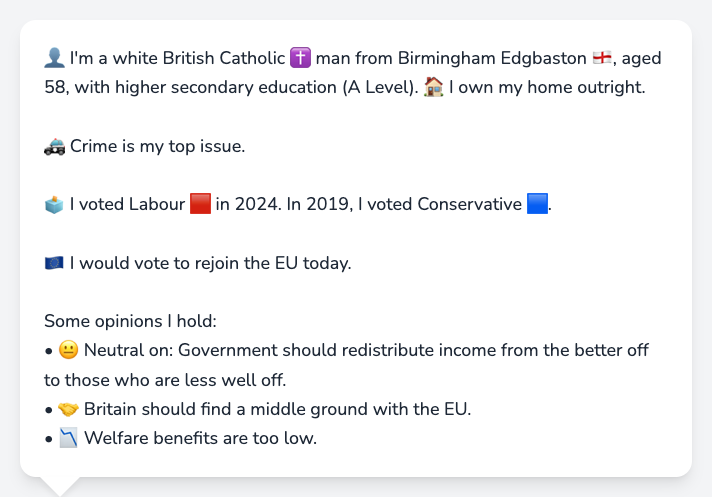 👤 I'm a white British Catholic ✝️ man from Birmingham Edgbaston 🏴󠁧󠁢󠁥󠁮󠁧󠁿, aged
58, with higher secondary education (A Level). 🏠 I own my home outright.
🚓 Crime is my top issue.
🗳️ I voted Labour 🟥 in 2024. In 2019, I voted Conservative 🟦.
🇪🇺 I would vote to rejoin the EU today.
Some opinions I hold:
• 😐 Neutral on: Government should redistribute income from the better off
to those who are less well off.
• 🤝 Britain should find a middle ground with the EU.
• 📉 Welfare benefits are too low.